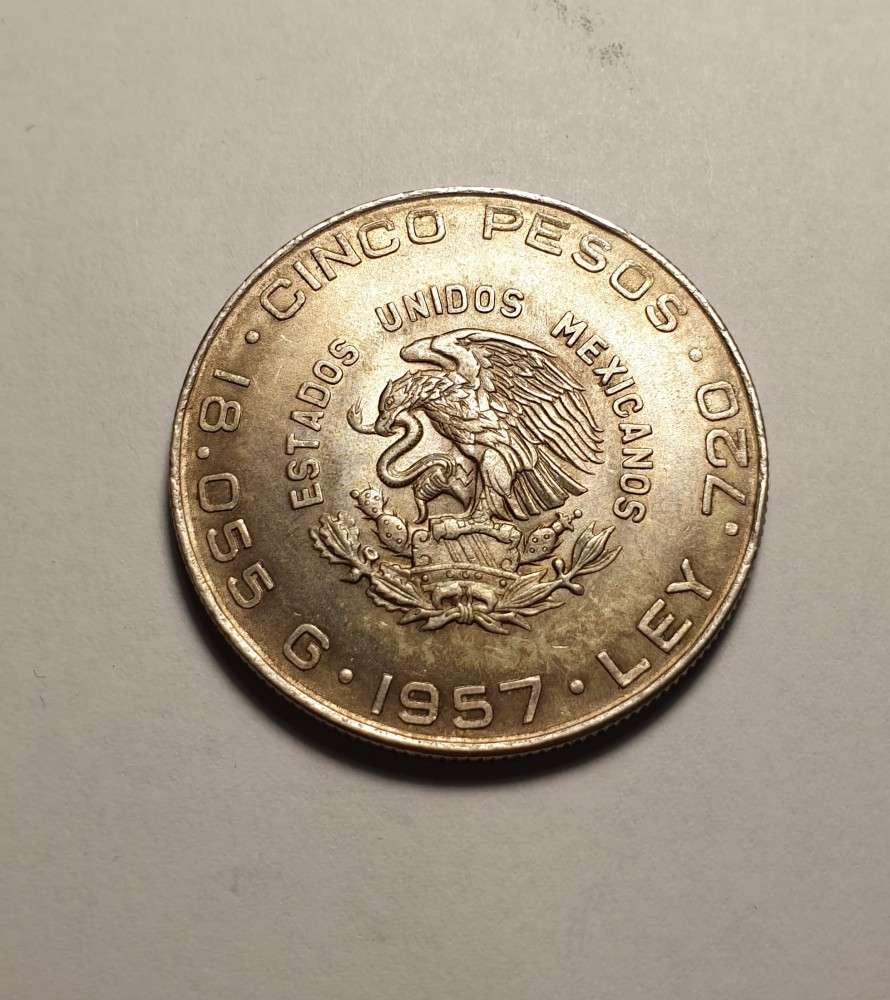 · CINCO PESOS ·
18.055 G · 1957 · LEY .720
ESTADOS UNIDOS MEXICANOS